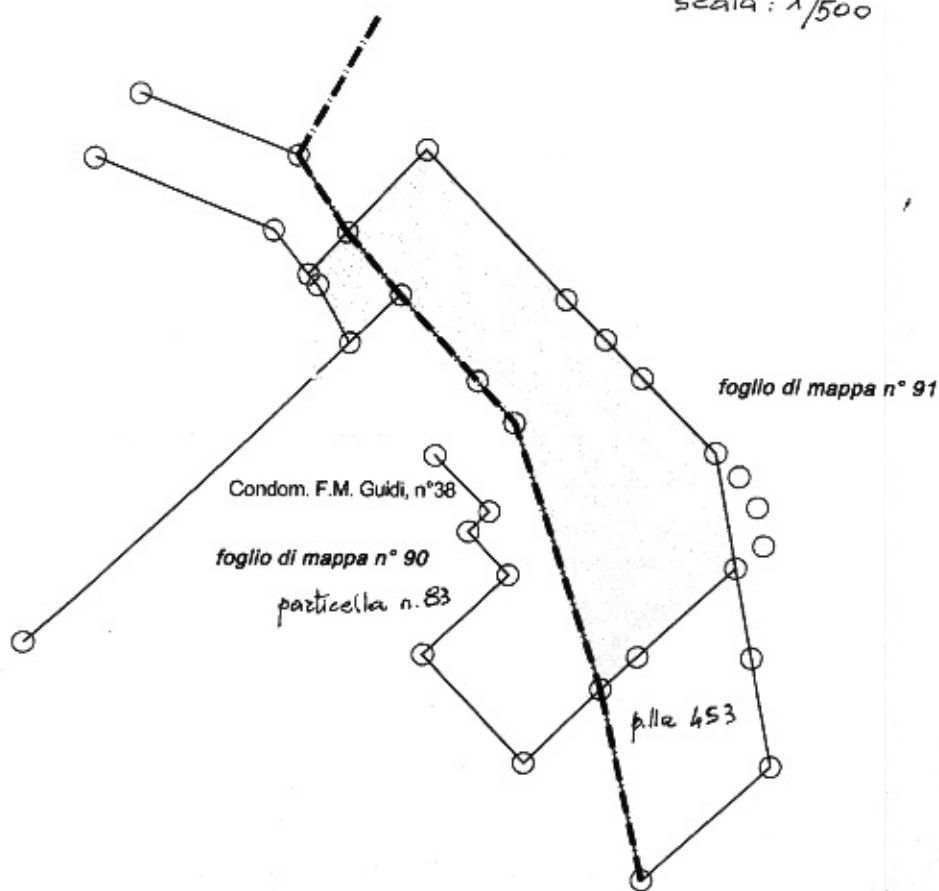 scala : 1/500
foglio di mappa n° 91
Condom. F.M. Guidi, n°38
foglio di mappa n° 90
particella n. 83
p.lla 453